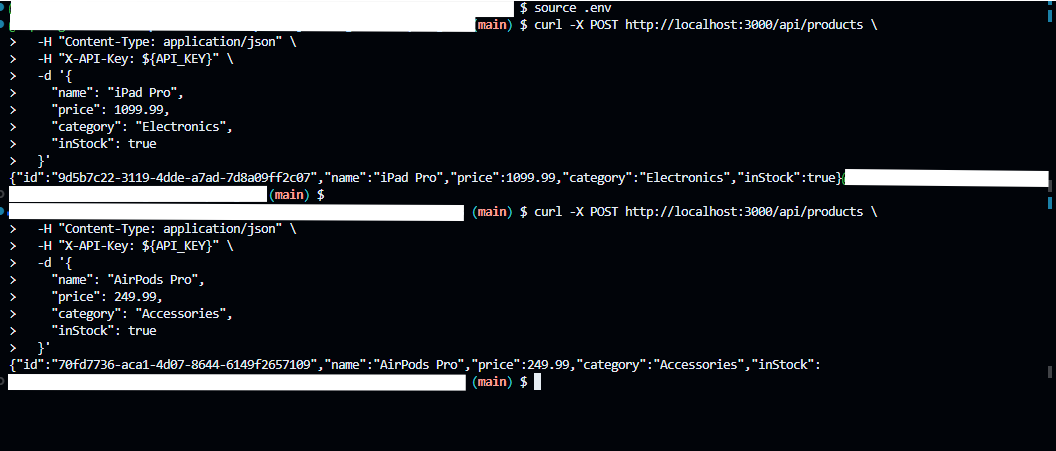 $ source .env
(main) $ curl -X POST http://localhost:3000/api/products \
>   -H "Content-Type: application/json" \
>   -H "X-API-Key: ${API_KEY}" \
>   -d '{
>     "name": "iPad Pro",
>     "price": 1099.99,
>     "category": "Electronics",
>     "inStock": true
>   }'
{"id":"9d5b7c22-3119-4dde-a7ad-7d8a09ff2c07","name":"iPad Pro","price":1099.99,"category":"Electronics","inStock":true}(
(main) $
(main) $ curl -X POST http://localhost:3000/api/products \
>   -H "Content-Type: application/json" \
>   -H "X-API-Key: ${API_KEY}" \
>   -d '{
>     "name": "AirPods Pro",
>     "price": 249.99,
>     "category": "Accessories",
>     "inStock": true
>   }'
{"id":"70fd7736-aca1-4d07-8644-6149f2657109","name":"AirPods Pro","price":249.99,"category":"Accessories","inStock":
(main) $